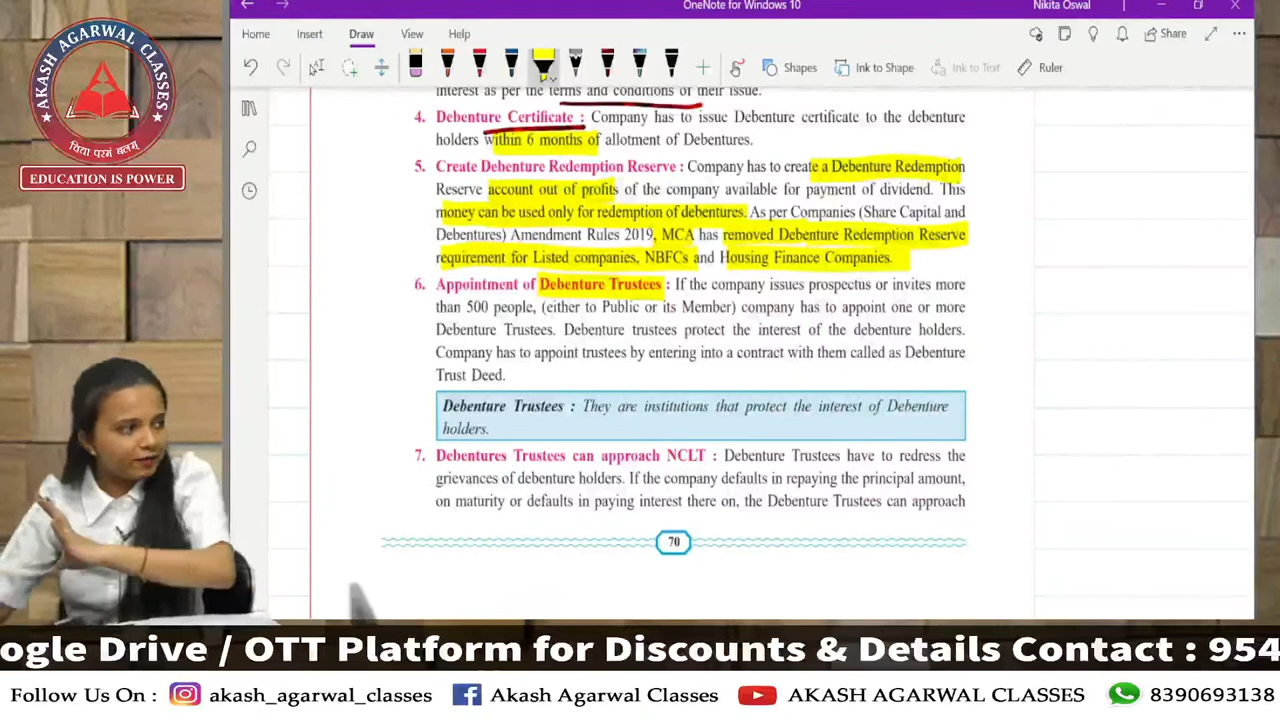 OneNote for Windows 10
Nikita Oswal
Home Insert Draw View Help
Share
Shapes Ink to Shape Ink to Text Ruler
AKASH AGARWAL CLASSES
विद्या परमं बलम्
EDUCATION IS POWER
interest as per the terms and conditions of their issue.
4. Debenture Certificate : Company has to issue Debenture certificate to the debenture
holders within 6 months of allotment of Debentures.
5. Create Debenture Redemption Reserve : Company has to create a Debenture Redemption
Reserve account out of profits of the company available for payment of dividend. This
money can be used only for redemption of debentures. As per Companies (Share Capital and
Debentures) Amendment Rules 2019, MCA has removed Debenture Redemption Reserve
requirement for Listed companies, NBFCs and Housing Finance Companies.
6. Appointment of Debenture Trustees : If the company issues prospectus or invites more
than 500 people, (either to Public or its Member) company has to appoint one or more
Debenture Trustees. Debenture trustees protect the interest of the debenture holders.
Company has to appoint trustees by entering into a contract with them called as Debenture
Trust Deed.
Debenture Trustees : They are institutions that protect the interest of Debenture
holders.
7. Debentures Trustees can approach NCLT : Debenture Trustees have to redress the
grievances of debenture holders. If the company defaults in repaying the principal amount,
on maturity or defaults in paying interest there on, the Debenture Trustees can approach
70
ogle Drive / OTT Platform for Discounts & Details Contact : 954
Follow Us On : akash_agarwal_classes Akash Agarwal Classes AKASH AGARWAL CLASSES 8390693138